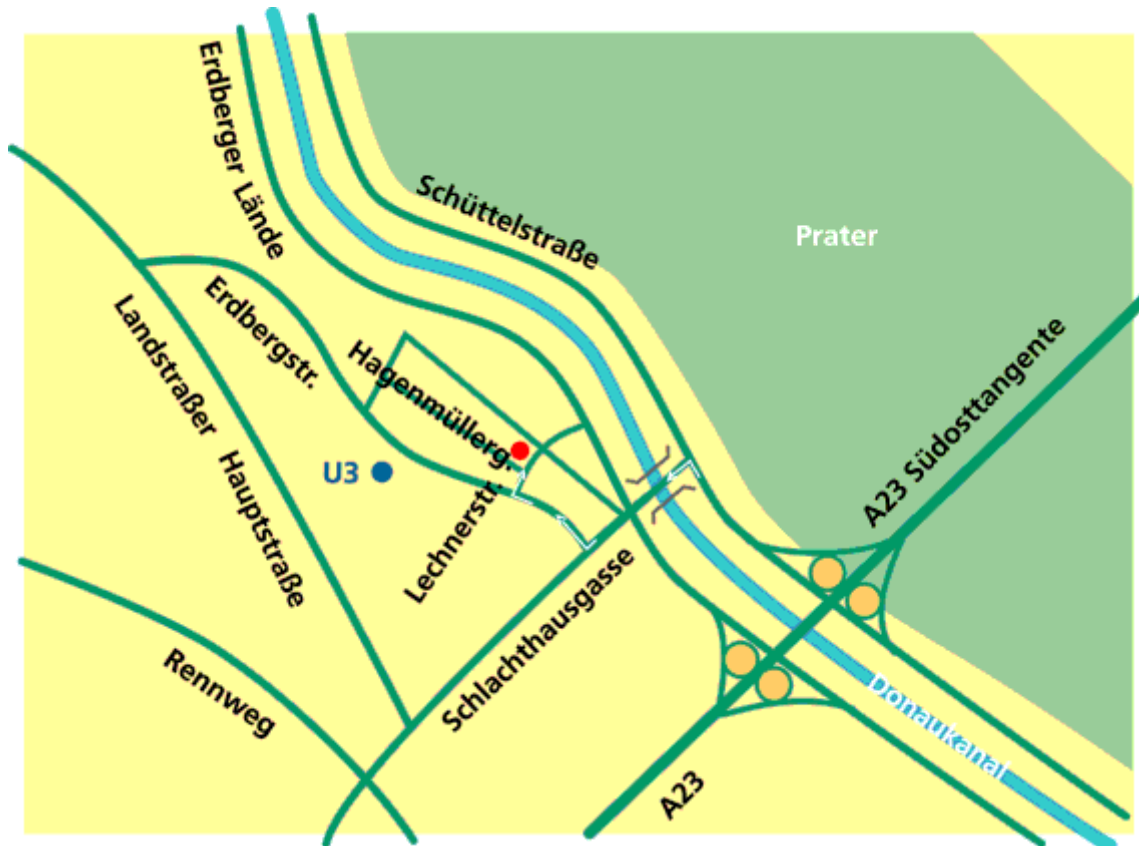 Erdberger Lände
Schüttelstraße
Prater
Erdbergstr.
Landstraßer Hauptstraße
Hagenmüllerg.
A23 Südosttangente
U3
Lechnerstr.
Schlachthausgasse
Rennweg
Donaukanal
A23